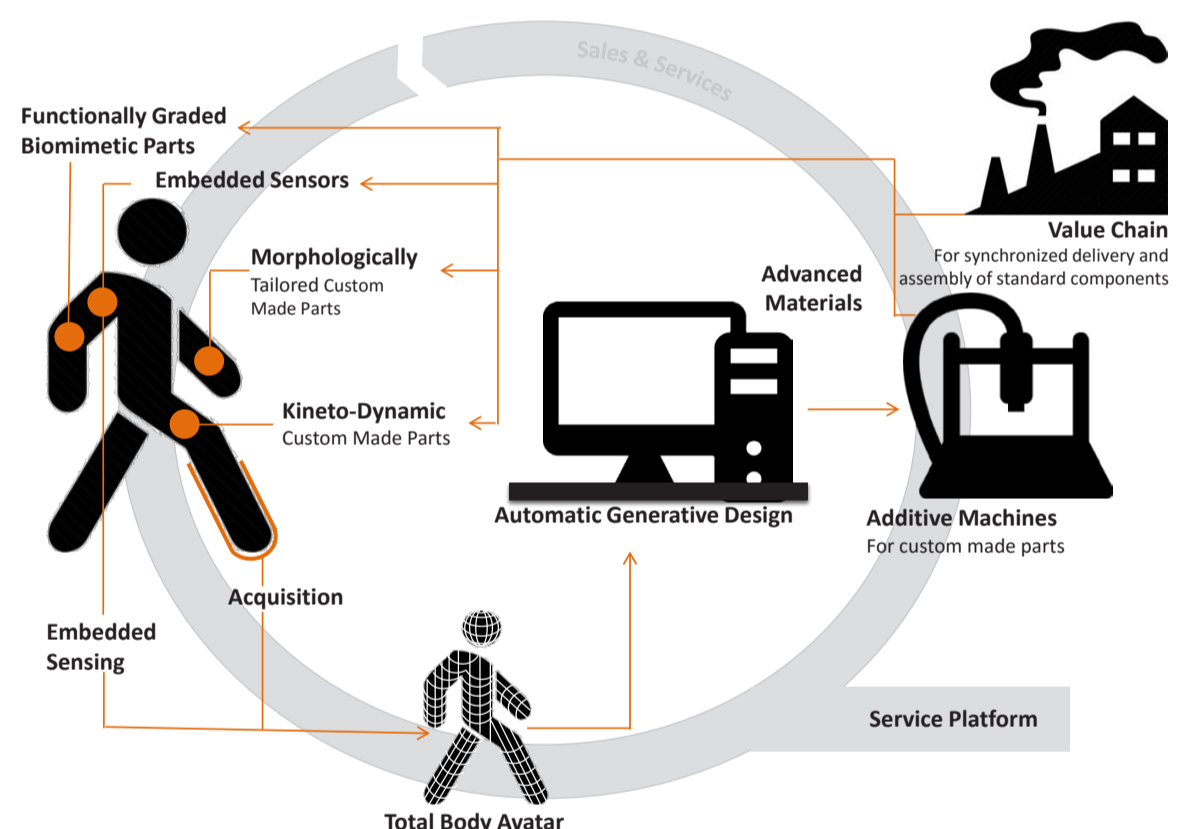 Sales & Services
Functionally Graded
Biomimetic Parts
Embedded Sensors
Morphologically
Tailored Custom
Made Parts
Kineto-Dynamic
Custom Made Parts
Value Chain
For synchronized delivery and
assembly of standard components
Advanced
Materials
Automatic Generative Design
Additive Machines
For custom made parts
Acquisition
Embedded
Sensing
Service Platform
Total Body Avatar